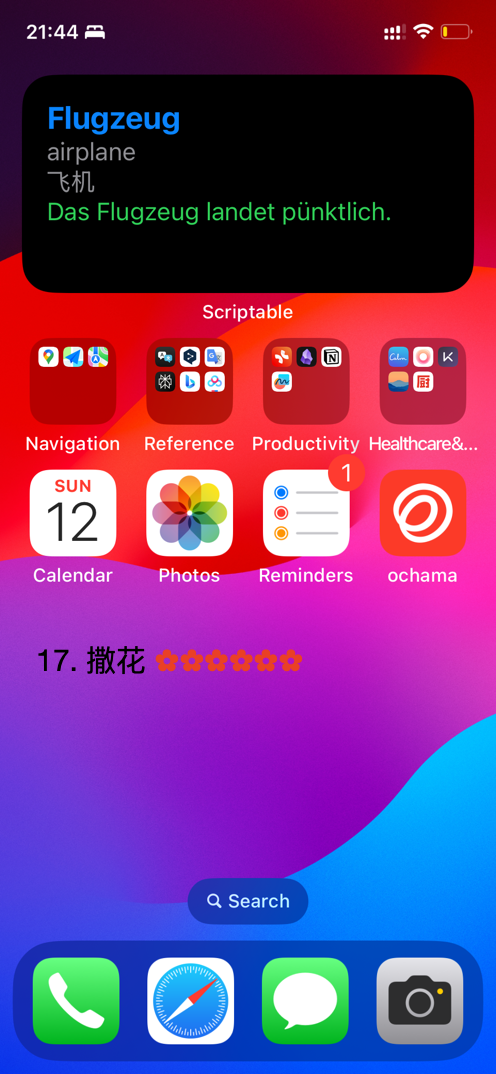 21:44
Flugzeug
airplane
飞机
Das Flugzeug landet pünktlich.
Scriptable
Navigation Reference Productivity Healthcare&...
SUN
12
1
Calendar Photos Reminders ochama
17. 撒花 ✿✿✿✿✿✿
Search